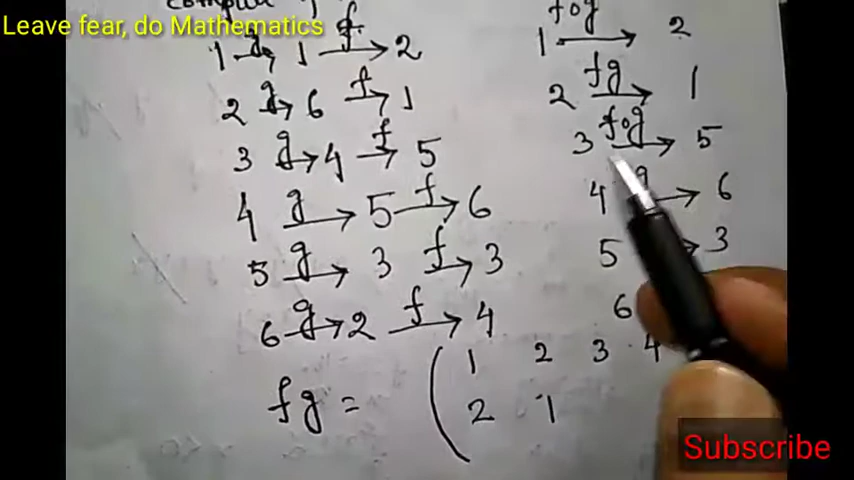 Leave fear, do Mathematics
fog
1 g→ 1 f→ 2 1 → 2
2 g→ 6 f→ 1 2 fg→ 1
3 g→ 4 f→ 5 3 fog→ 5
4 g→ 5 f→ 6 4 g→ 6
5 g→ 3 f→ 3 5 → 3
6 g→ 2 f→ 4 6
fg = ( 1 2 3 4
2 1
Subscribe